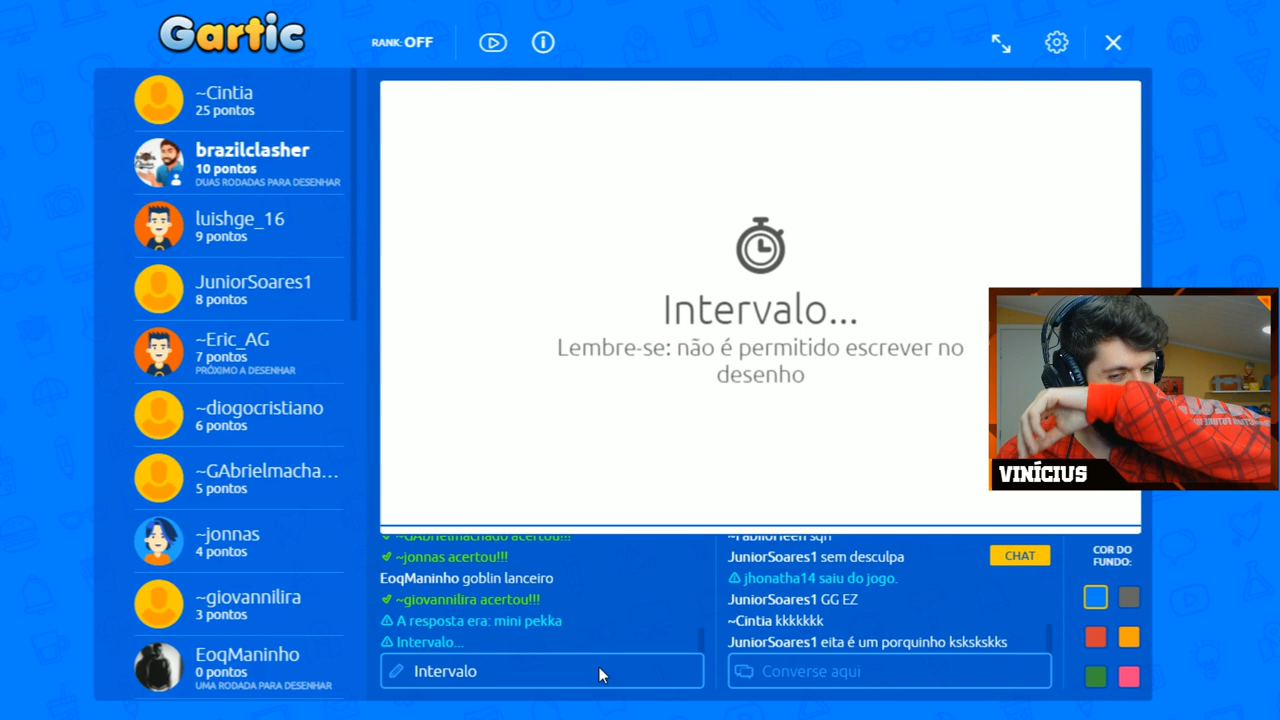 Gartic
RANK: OFF
~Cintia
25 pontos
brazilclasher
10 pontos
DUAS RODADAS PARA DESENHAR
luishge_16
9 pontos
JuniorSoares1
8 pontos
~Eric_AG
7 pontos
PRÓXIMO A DESENHAR
~diogocristiano
6 pontos
~GAbrielmacha...
5 pontos
~jonnas
4 pontos
~giovannilira
3 pontos
EoqManinho
0 pontos
UMA RODADA PARA DESENHAR
Intervalo...
Lembre-se: não é permitido escrever no
desenho
VINÍCIUS
~GAbrielmachado acertou!!!
~jonnas acertou!!!
EoqManinho goblin lanceiro
~giovannilira acertou!!!
A resposta era: mini pekka
Intervalo...
Intervalo
JuniorSoares1 sem desculpa
jhonatha14 saiu do jogo.
JuniorSoares1 GG EZ
~Cintia kkkkkkk
JuniorSoares1 eita é um porquinho ksksksks
Converse aqui
CHAT
COR DO
FUNDO: